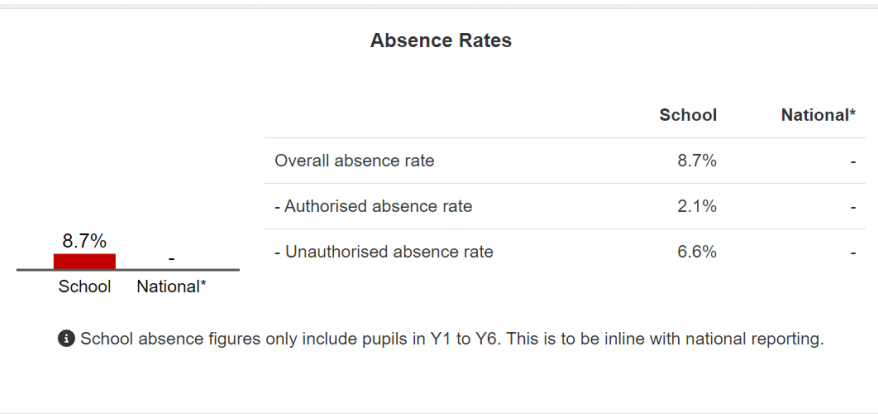 Absence Rates
School National*
Overall absence rate 8.7% -
- Authorised absence rate 2.1% -
- Unauthorised absence rate 6.6% -
8.7% -
School National*
School absence figures only include pupils in Y1 to Y6. This is to be inline with national reporting.